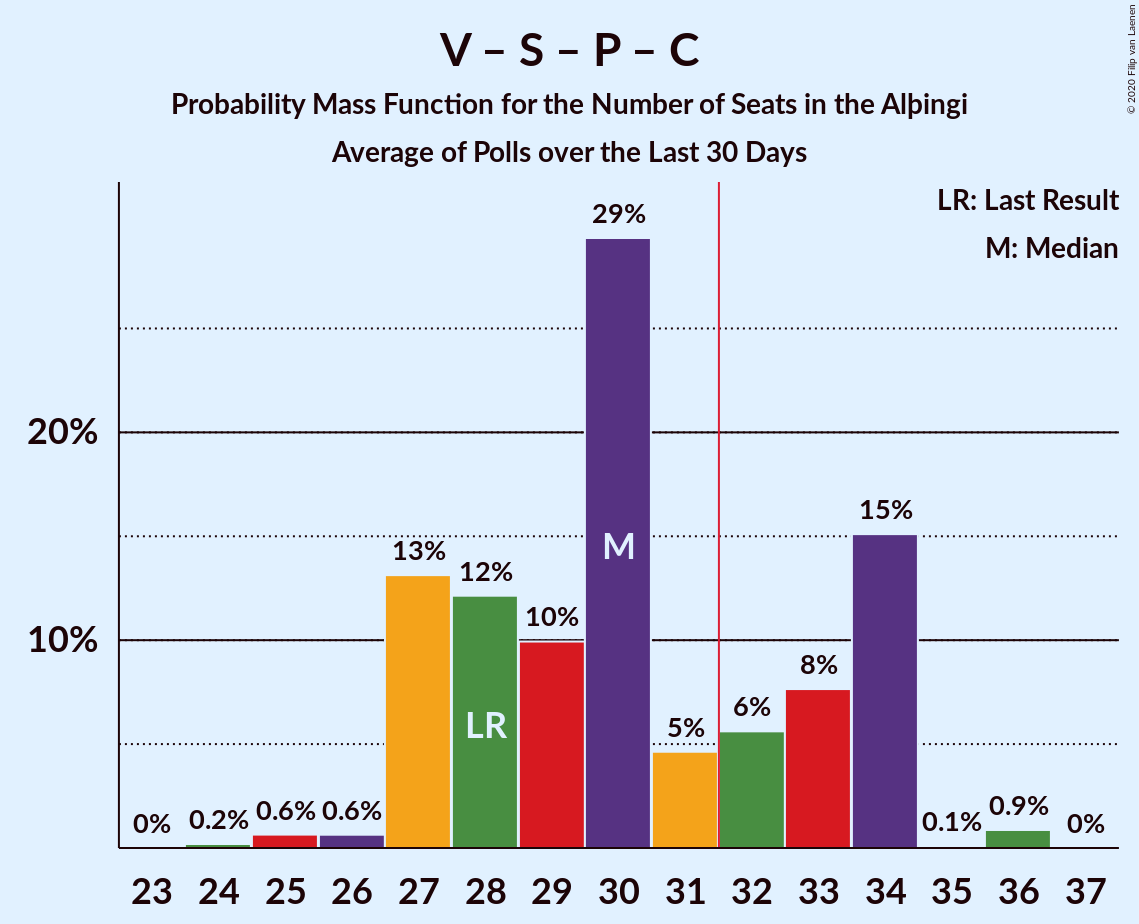 V – S – P – C
Probability Mass Function for the Number of Seats in the Alþingi
Average of Polls over the Last 30 Days
© 2020 Filip van Laenen
LR: Last Result
M: Median
29%
20%
15%
13%
12%
10%
10%
8%
6%
5%
0.9%
0.6%
0.6%
0.2%
0.1%
0%
0%
M
LR
23 24 25 26 27 28 29 30 31 32 33 34 35 36 37